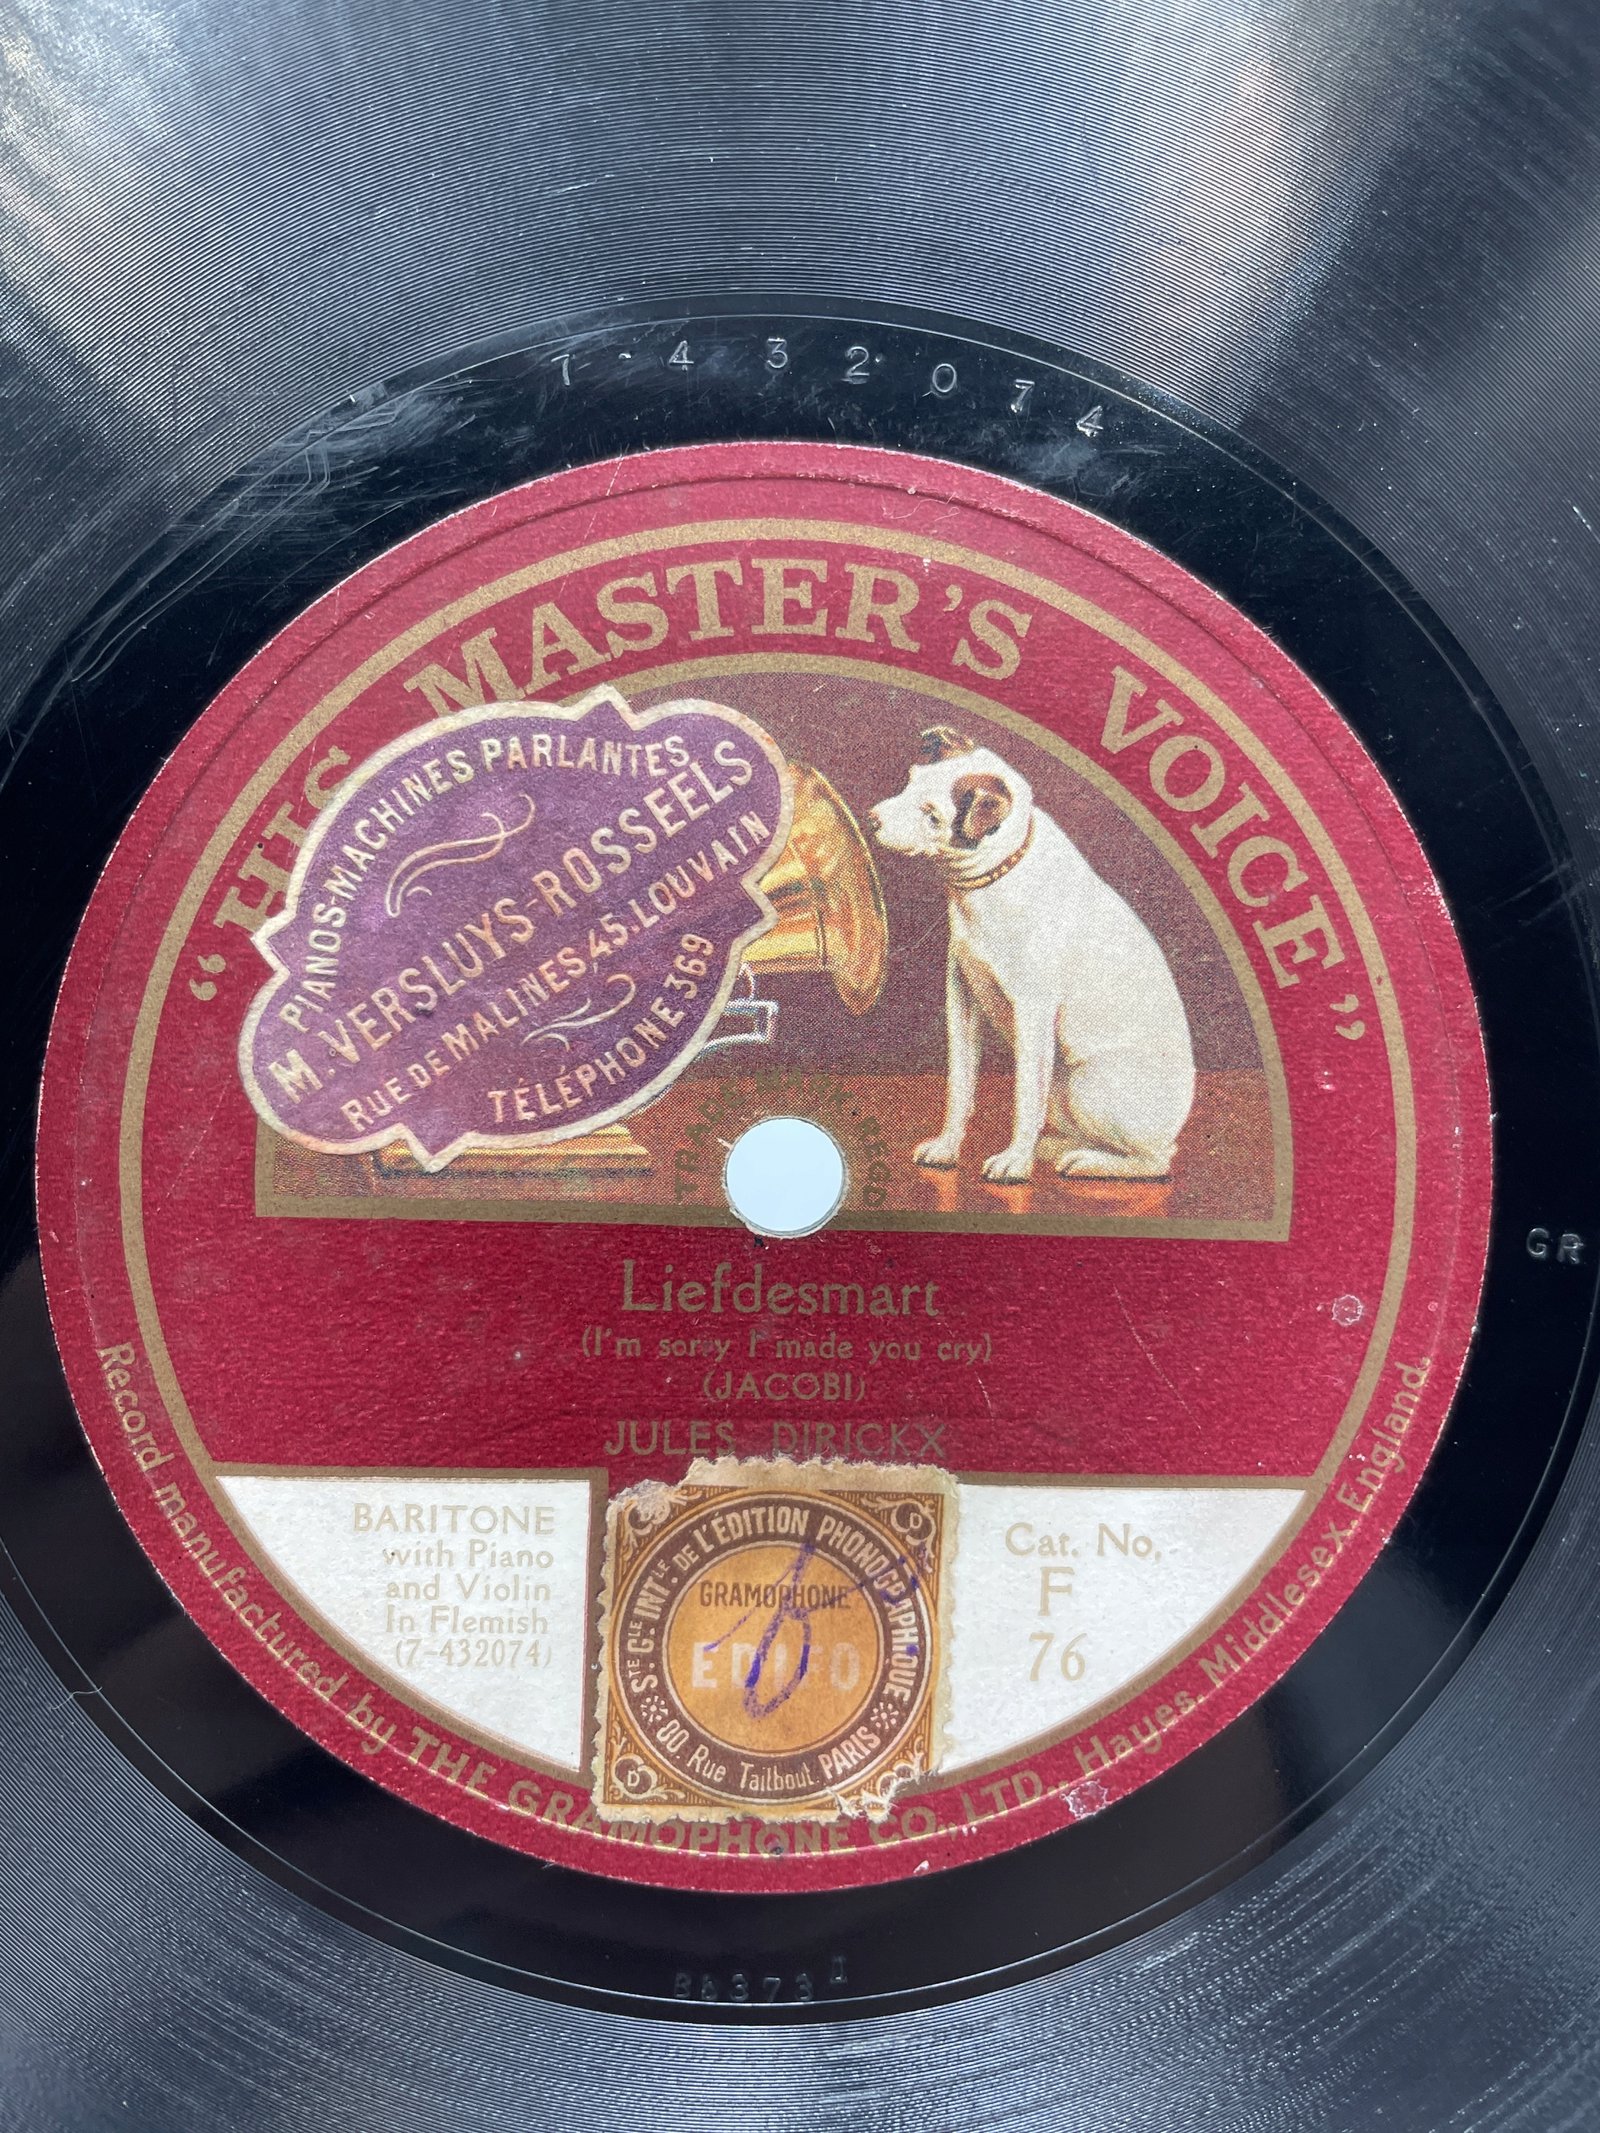 7-432074
"HIS MASTER'S VOICE"
PIANOS-MACHINES PARLANTES
M. VERSLUYS-ROSSEELS
RUE DE MALINES 45. LOUVAIN
TÉLÉPHONE 369
TRADE MARK REGD
GR
Liefdesmart
(I'm sorry I made you cry)
(JACOBI)
JULES DIRICKX
BARITONE
with Piano
and Violin
In Flemish
(7-432074)
STE GLE INTLE DE L'ÉDITION PHONOGRAPHIQUE
GRAMOPHONE
EDIFO
80, Rue Taitbout. PARIS
Cat. No.
F
76
Record manufactured by THE GRAMOPHONE CO., LTD., Hayes, Middlesex, England.